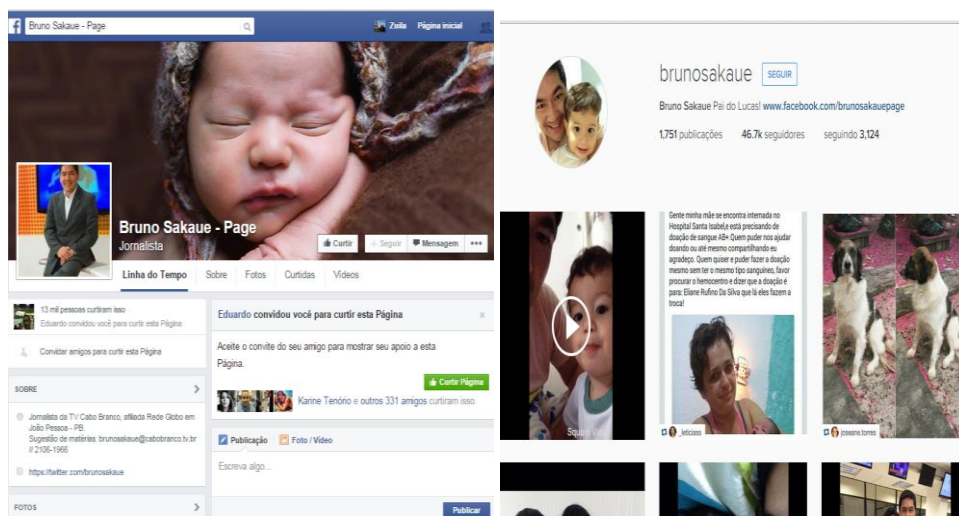 Bruno Sakaue - Page
Zuila Página inicial
Bruno Sakaue - Page
Jornalista
Curtir Seguir Mensagem
Linha do Tempo Sobre Fotos Curtidas Vídeos
13 mil pessoas curtiram isso
Eduardo convidou você para curtir esta Página
Convidar amigos para curtir esta Página
SOBRE
Jornalista da TV Cabo Branco, afiliada Rede Globo em
João Pessoa - PB.
Sugestão de matérias: brunosakaue@cabobranco.tv.br
// 2106-1966
https://twitter.com/brunosakaue
FOTOS
Eduardo convidou você para curtir esta Página
Aceite o convite do seu amigo para mostrar seu apoio a esta
Página.
Curtir Página
Karine Tenório e outros 331 amigos curtiram isso.
Publicação Foto / Vídeo
Escreva algo...
Publicar
brunosakaue SEGUIR
Bruno Sakaue Pai do Lucas! www.facebook.com/brunosakauepage
1,751 publicações 46.7k seguidores seguindo 3,124
Gente minha mãe se encontra internada no
Hospital Santa Isabel,e está precisando de
doação de sangue AB+. Quem puder nos ajudar
doando ou até mesmo compartilhando eu
agradeço. Quem quiser e puder fazer a doação
mesmo sem ter o mesmo tipo sanguíneo, favor
procurar o hemocentro e dizer que a doação é
para: Eliane Rufino Da Silva que lá eles fazem a
troca!
_leticiass
joseane.torres